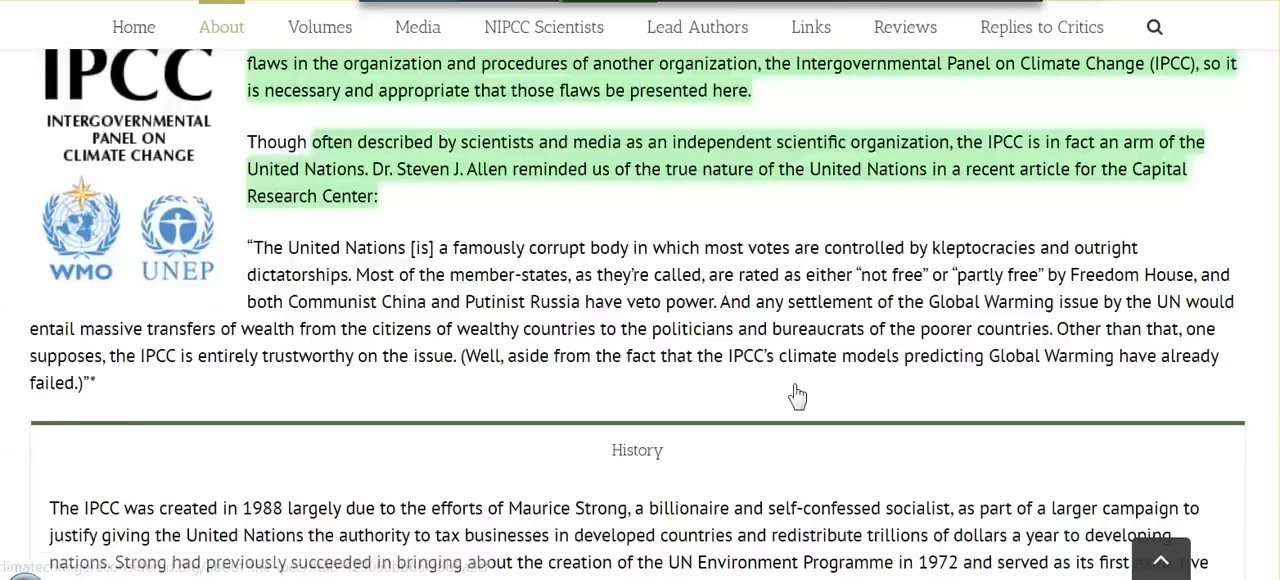 Home About Volumes Media NIPCC Scientists Lead Authors Links Reviews Replies to Critics
IPCC
INTERGOVERNMENTAL
PANEL ON
CLIMATE CHANGE
WMO UNEP
flaws in the organization and procedures of another organization, the Intergovernmental Panel on Climate Change (IPCC), so it
is necessary and appropriate that those flaws be presented here.
Though often described by scientists and media as an independent scientific organization, the IPCC is in fact an arm of the
United Nations. Dr. Steven J. Allen reminded us of the true nature of the United Nations in a recent article for the Capital
Research Center:
“The United Nations [is] a famously corrupt body in which most votes are controlled by kleptocracies and outright
dictatorships. Most of the member-states, as they’re called, are rated as either “not free” or “partly free” by Freedom House, and
both Communist China and Putinist Russia have veto power. And any settlement of the Global Warming issue by the UN would
entail massive transfers of wealth from the citizens of wealthy countries to the politicians and bureaucrats of the poorer countries. Other than that, one
supposes, the IPCC is entirely trustworthy on the issue. (Well, aside from the fact that the IPCC’s climate models predicting Global Warming have already
failed.)”*
History
The IPCC was created in 1988 largely due to the efforts of Maurice Strong, a billionaire and self-confessed socialist, as part of a larger campaign to
justify giving the United Nations the authority to tax businesses in developed countries and redistribute trillions of dollars a year to developing
nations. Strong had previously succeeded in bringing about the creation of the UN Environment Programme in 1972 and served as its first